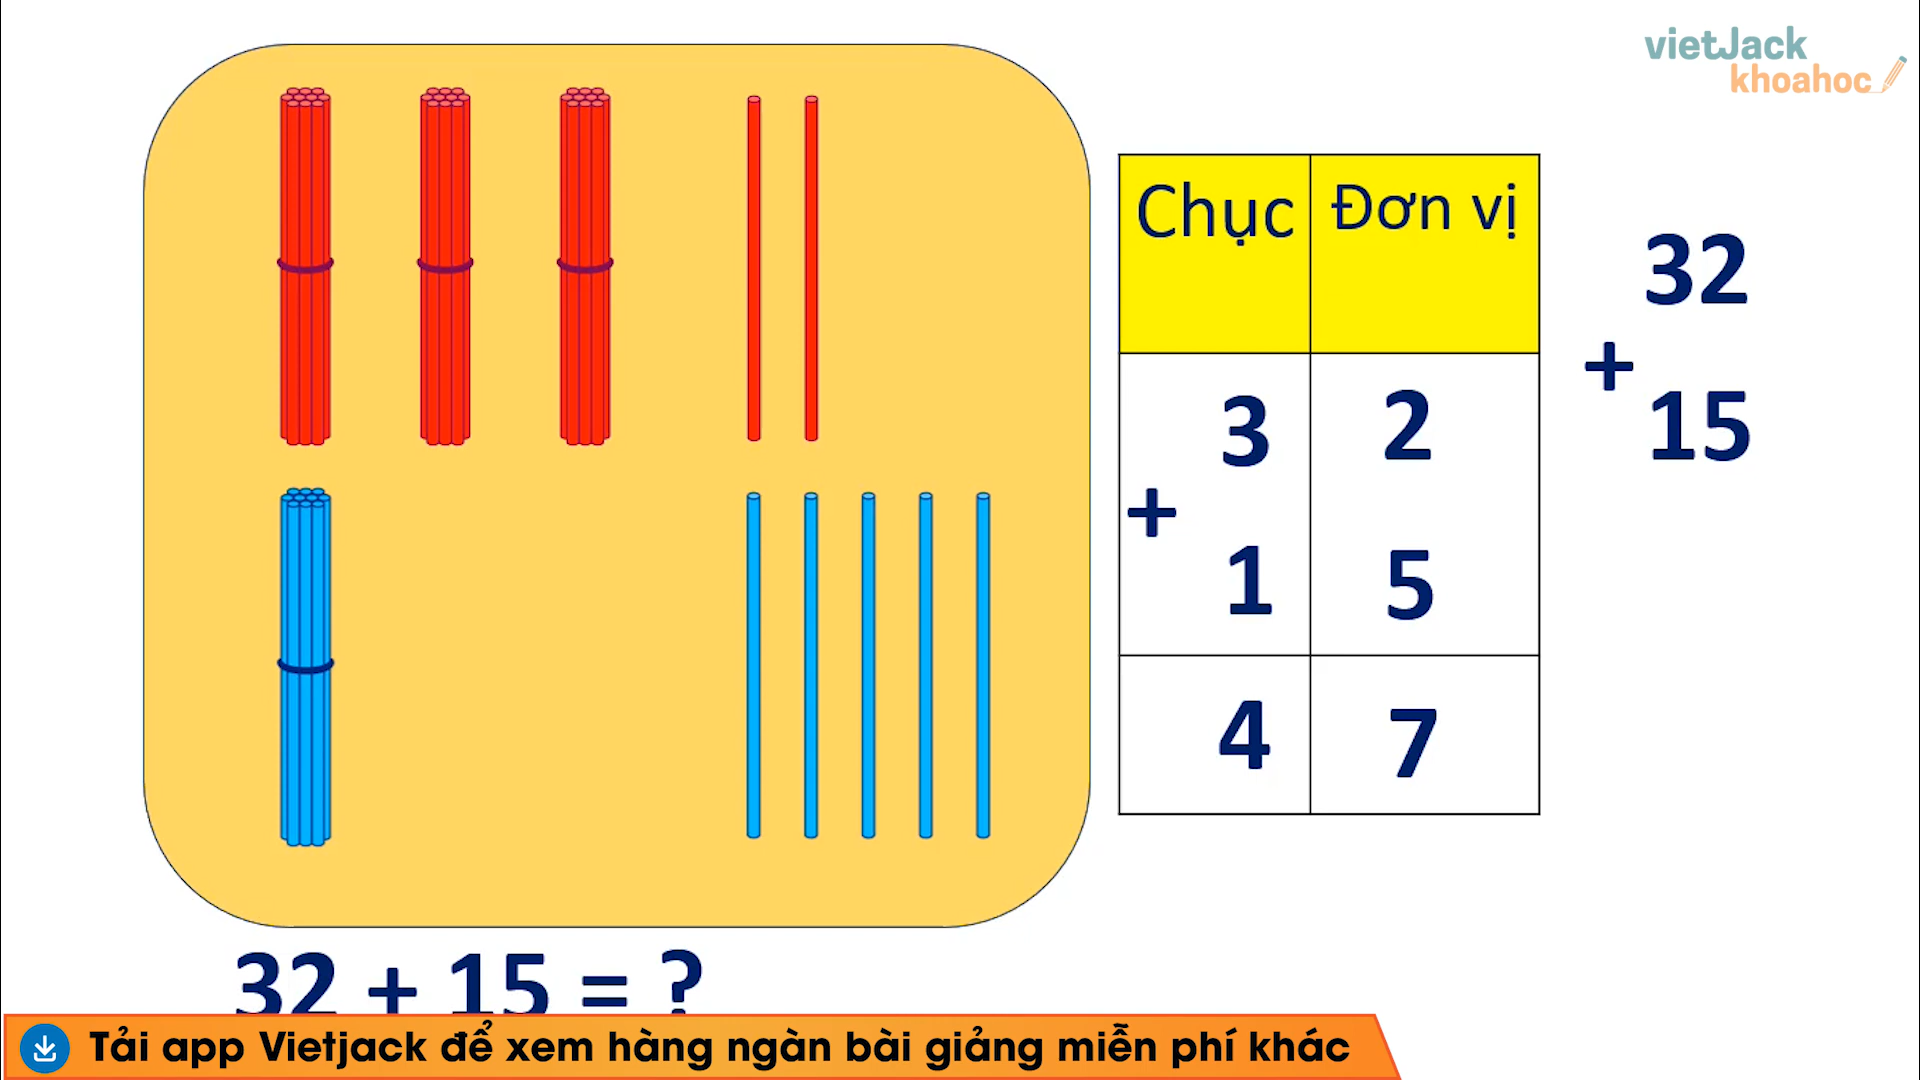 vietJack
khoahoc
Chục Đơn vị
3 2
+
1 5
4 7
32
+
15
32 + 15 = ?
Tải app Vietjack để xem hàng ngàn bài giảng miễn phí khác